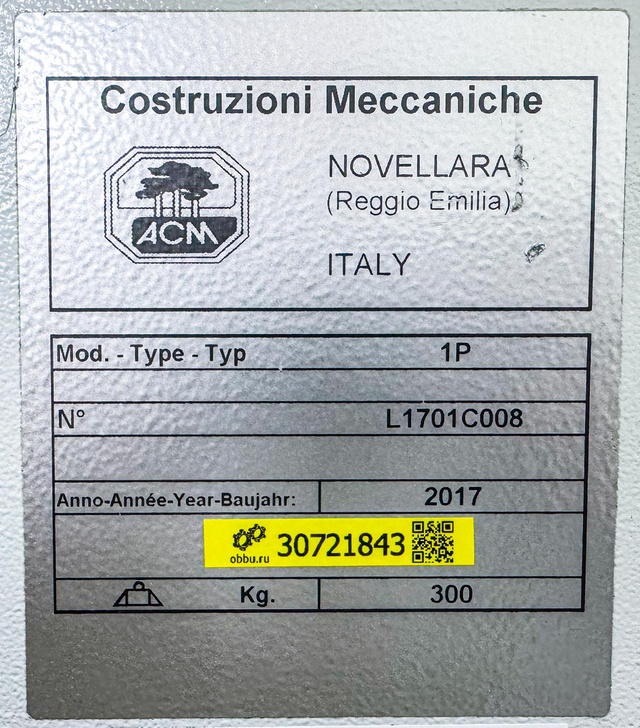 Costruzioni Meccaniche
ACM
NOVELLARA
(Reggio Emilia)
ITALY
Mod. - Type - Typ 1P
N° L1701C008
Anno-Année-Year-Baujahr: 2017
obbu.ru 30721843
Kg. 300